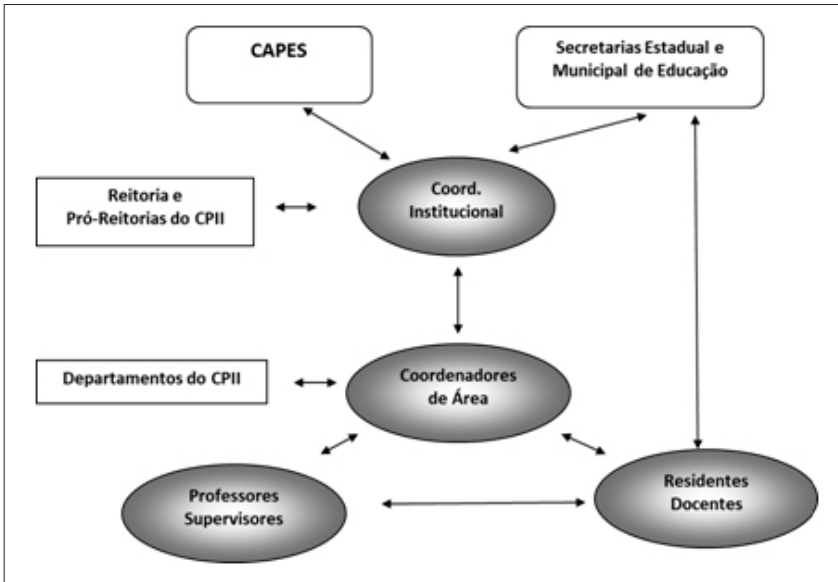 CAPES
Secretarias Estadual e
Municipal de Educação
Coord.
Institucional
Reitoria e
Pró-Reitorias do CPII
Departamentos do CPII
Coordenadores
de Área
Professores
Supervisores
Residentes
Docentes